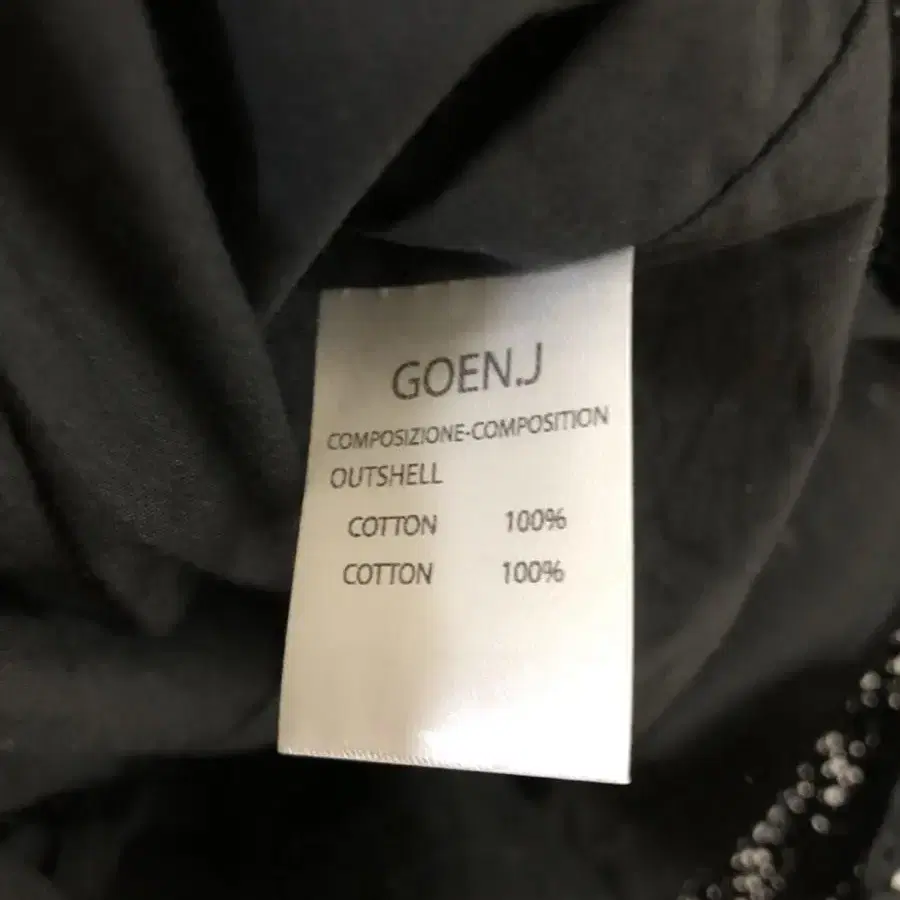 GOEN.J
COMPOSIZIONE-COMPOSITION
OUTSHELL
COTTON 100%
COTTON 100%